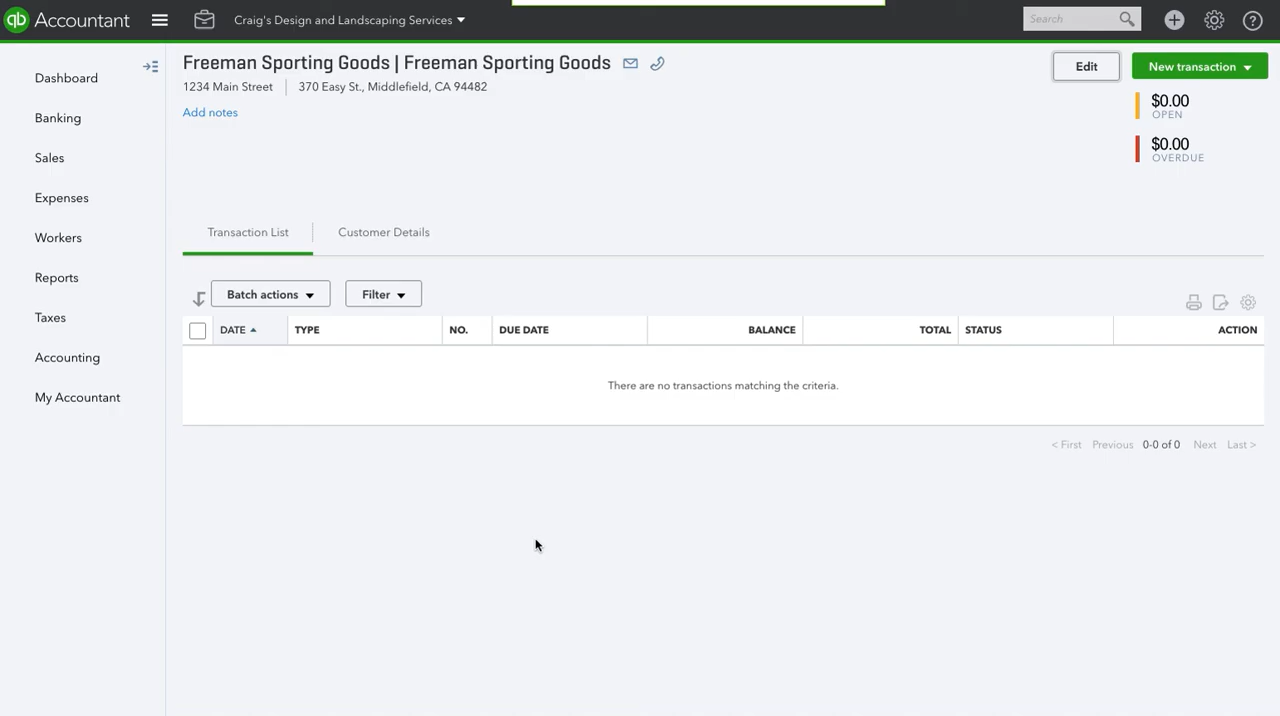 qb Accountant
Craig's Design and Landscaping Services
Search
Dashboard
Banking
Sales
Expenses
Workers
Reports
Taxes
Accounting
My Accountant
Freeman Sporting Goods | Freeman Sporting Goods
1234 Main Street
370 Easy St., Middlefield, CA 94482
Add notes
Edit
New transaction
$0.00
OPEN
$0.00
OVERDUE
Transaction List
Customer Details
Batch actions
Filter
DATE TYPE NO. DUE DATE BALANCE TOTAL STATUS ACTION
There are no transactions matching the criteria.
< First Previous 0-0 of 0 Next Last >